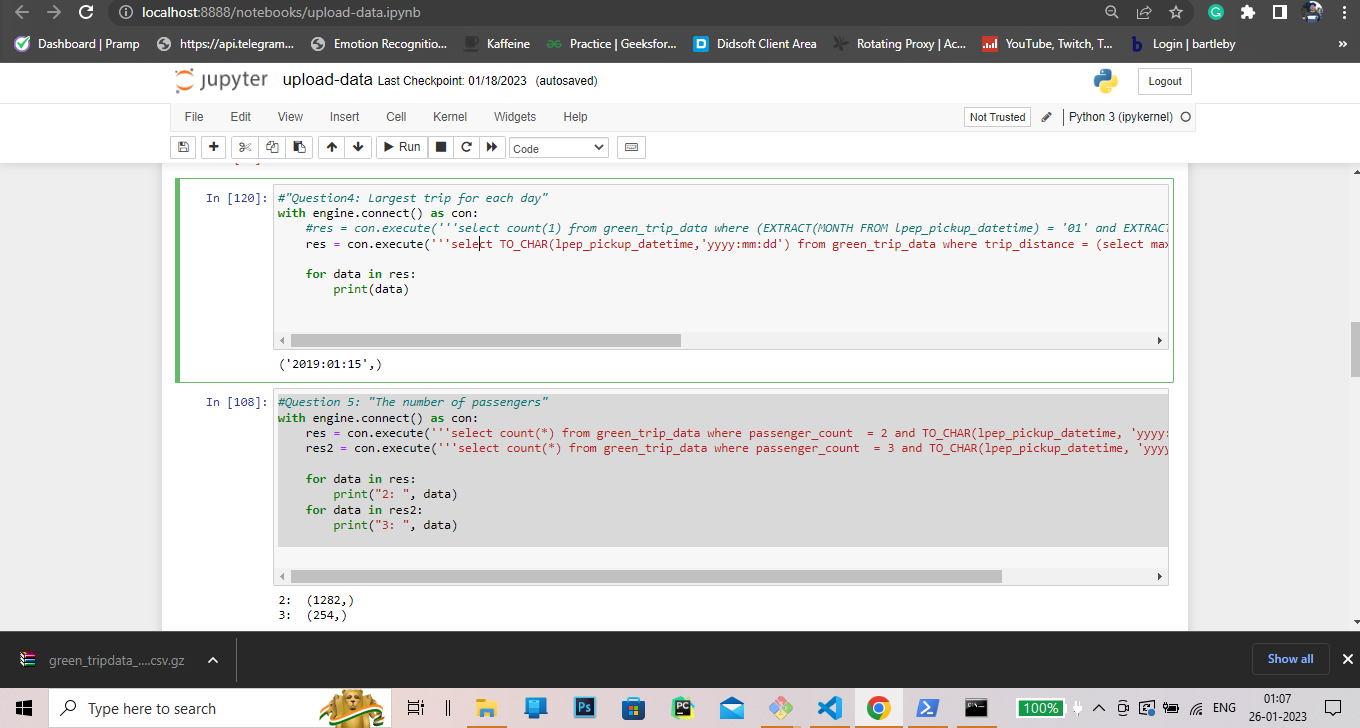 localhost:8888/notebooks/upload-data.ipynb
Dashboard | Pramp https://api.telegram... Emotion Recognitio... Kaffeine Practice | Geeksfor... Didsoft Client Area Rotating Proxy | Ac... YouTube, Twitch, T... Login | bartleby »
jupyter upload-data Last Checkpoint: 01/18/2023 (autosaved) Logout
File Edit View Insert Cell Kernel Widgets Help Not Trusted Python 3 (ipykernel)
Run Code
In [120]: #"Question4: Largest trip for each day"
with engine.connect() as con:
#res = con.execute('''select count(1) from green_trip_data where (EXTRACT(MONTH FROM lpep_pickup_datetime) = '01' and EXTRACT
res = con.execute('''select TO_CHAR(lpep_pickup_datetime,'yyyy:mm:dd') from green_trip_data where trip_distance = (select max
for data in res:
print(data)
('2019:01:15',)
In [108]: #Question 5: "The number of passengers"
with engine.connect() as con:
res = con.execute('''select count(*) from green_trip_data where passenger_count  = 2 and TO_CHAR(lpep_pickup_datetime, 'yyyy:
res2 = con.execute('''select count(*) from green_trip_data where passenger_count  = 3 and TO_CHAR(lpep_pickup_datetime, 'yyyy
for data in res:
print("2: ", data)
for data in res2:
print("3: ", data)
2:  (1282,)
3:  (254,)
green_tripdata_....csv.gz Show all
Type here to search Ps PC 100% ENG 01:07
26-01-2023